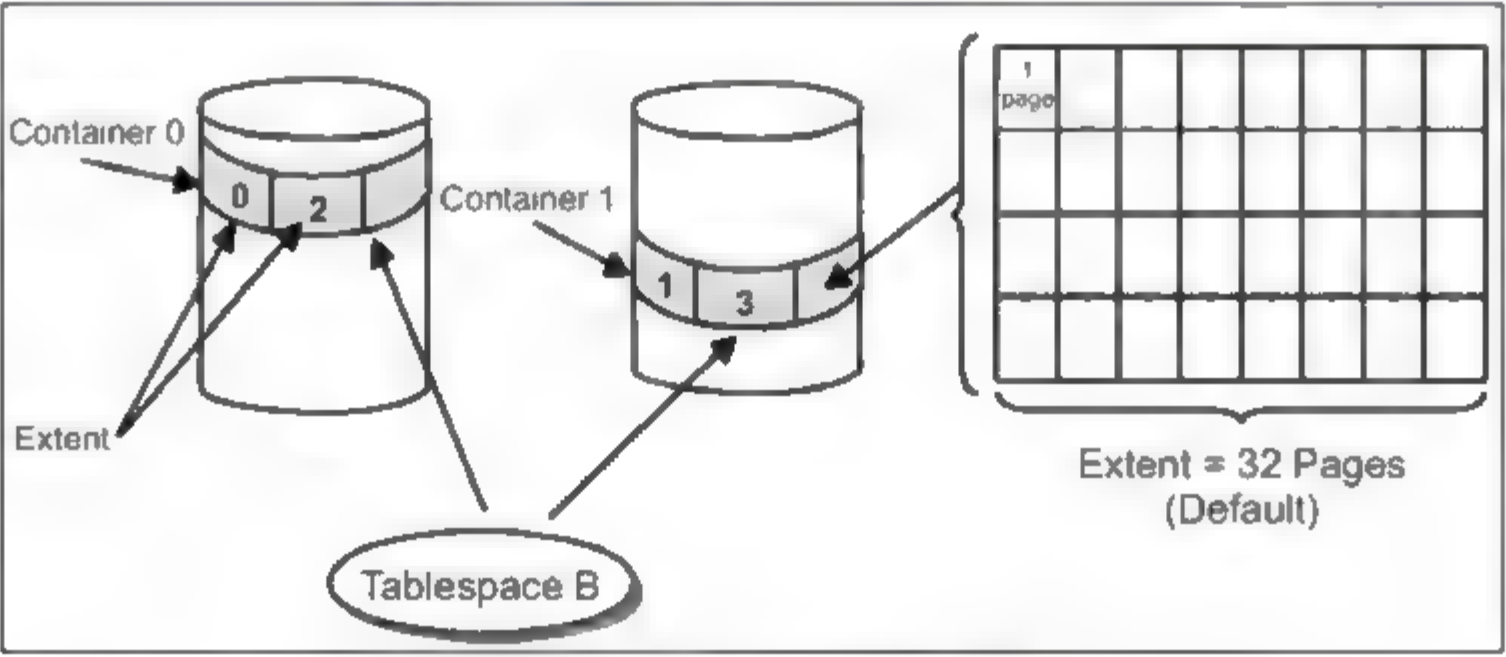 1
page
Container 0
0
2
Container 1
1
3
Extent
Extent = 32 Pages
(Default)
Tablespace B